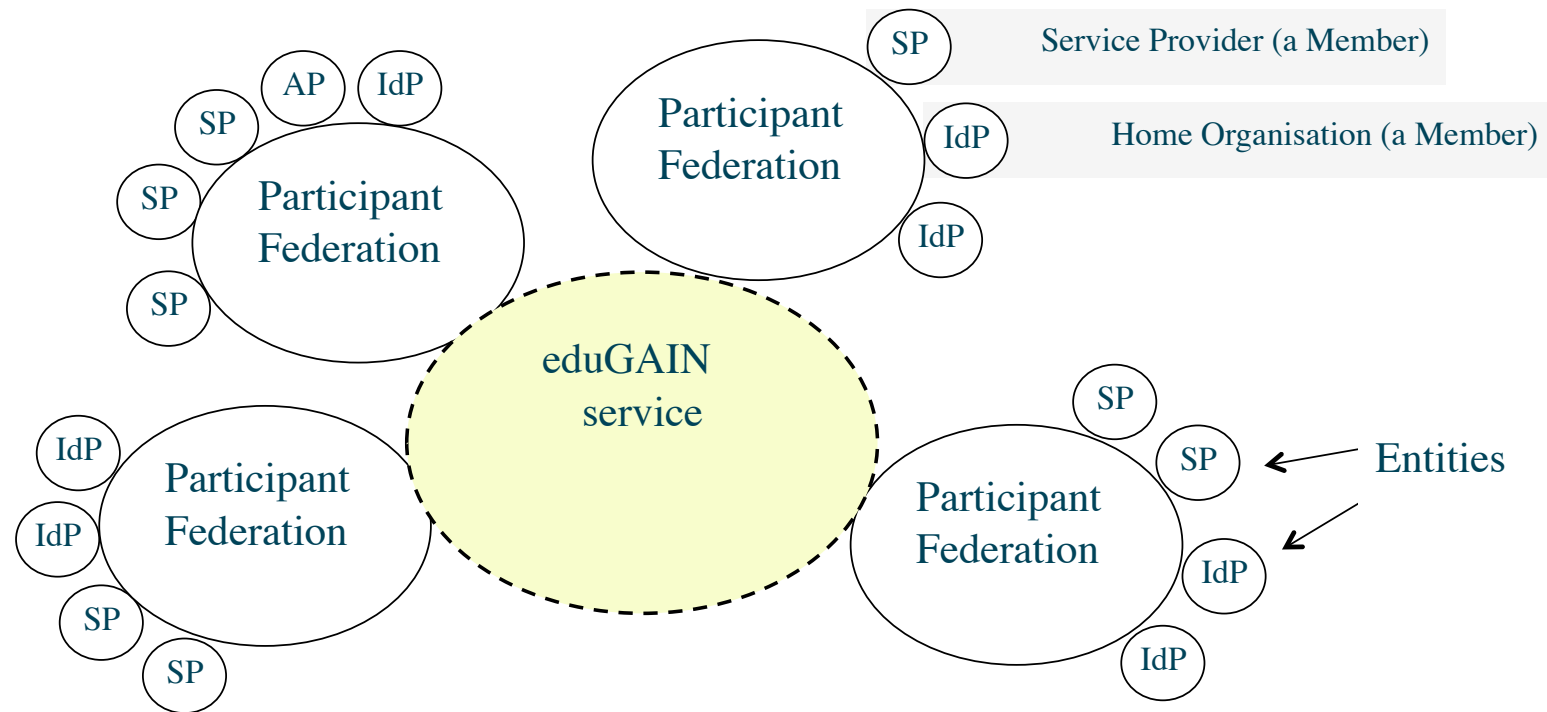 SP
Service Provider (a Member)
AP
IdP
SP
Participant
Federation
IdP
Home Organisation (a Member)
SP
Participant
Federation
IdP
SP
eduGAIN
service
SP
IdP
Participant
Federation
IdP
SP
SP
SP
Entities
Participant
Federation
IdP
IdP